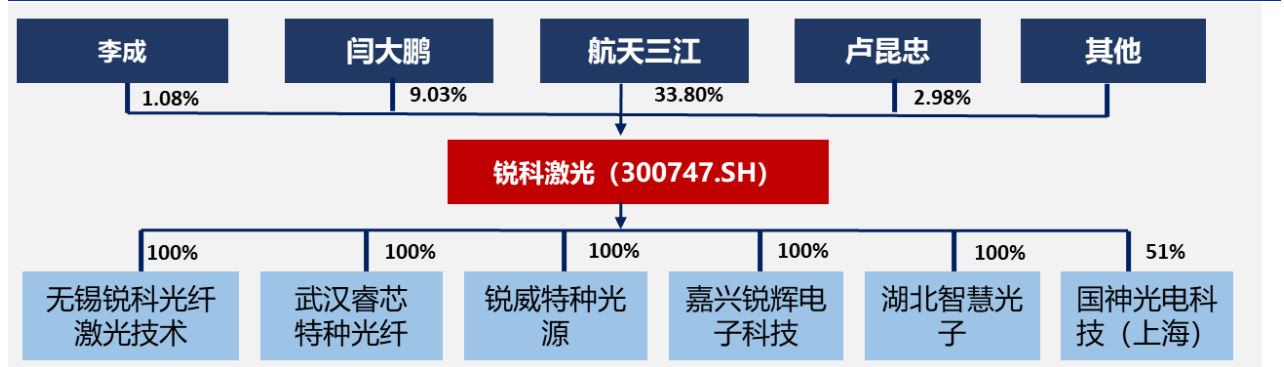 李成
闫大鹏
航天三江
卢昆忠
其他
1.08%
9.03%
33.80%
2.98%
锐科激光（300747.SH）
100%
100%
100%
100%
100%
51%
无锡锐科光纤
激光技术
武汉睿芯
特种光纤
锐威特种光
源
嘉兴锐辉电
子科技
湖北智慧光
子
国神光电科
技（上海）